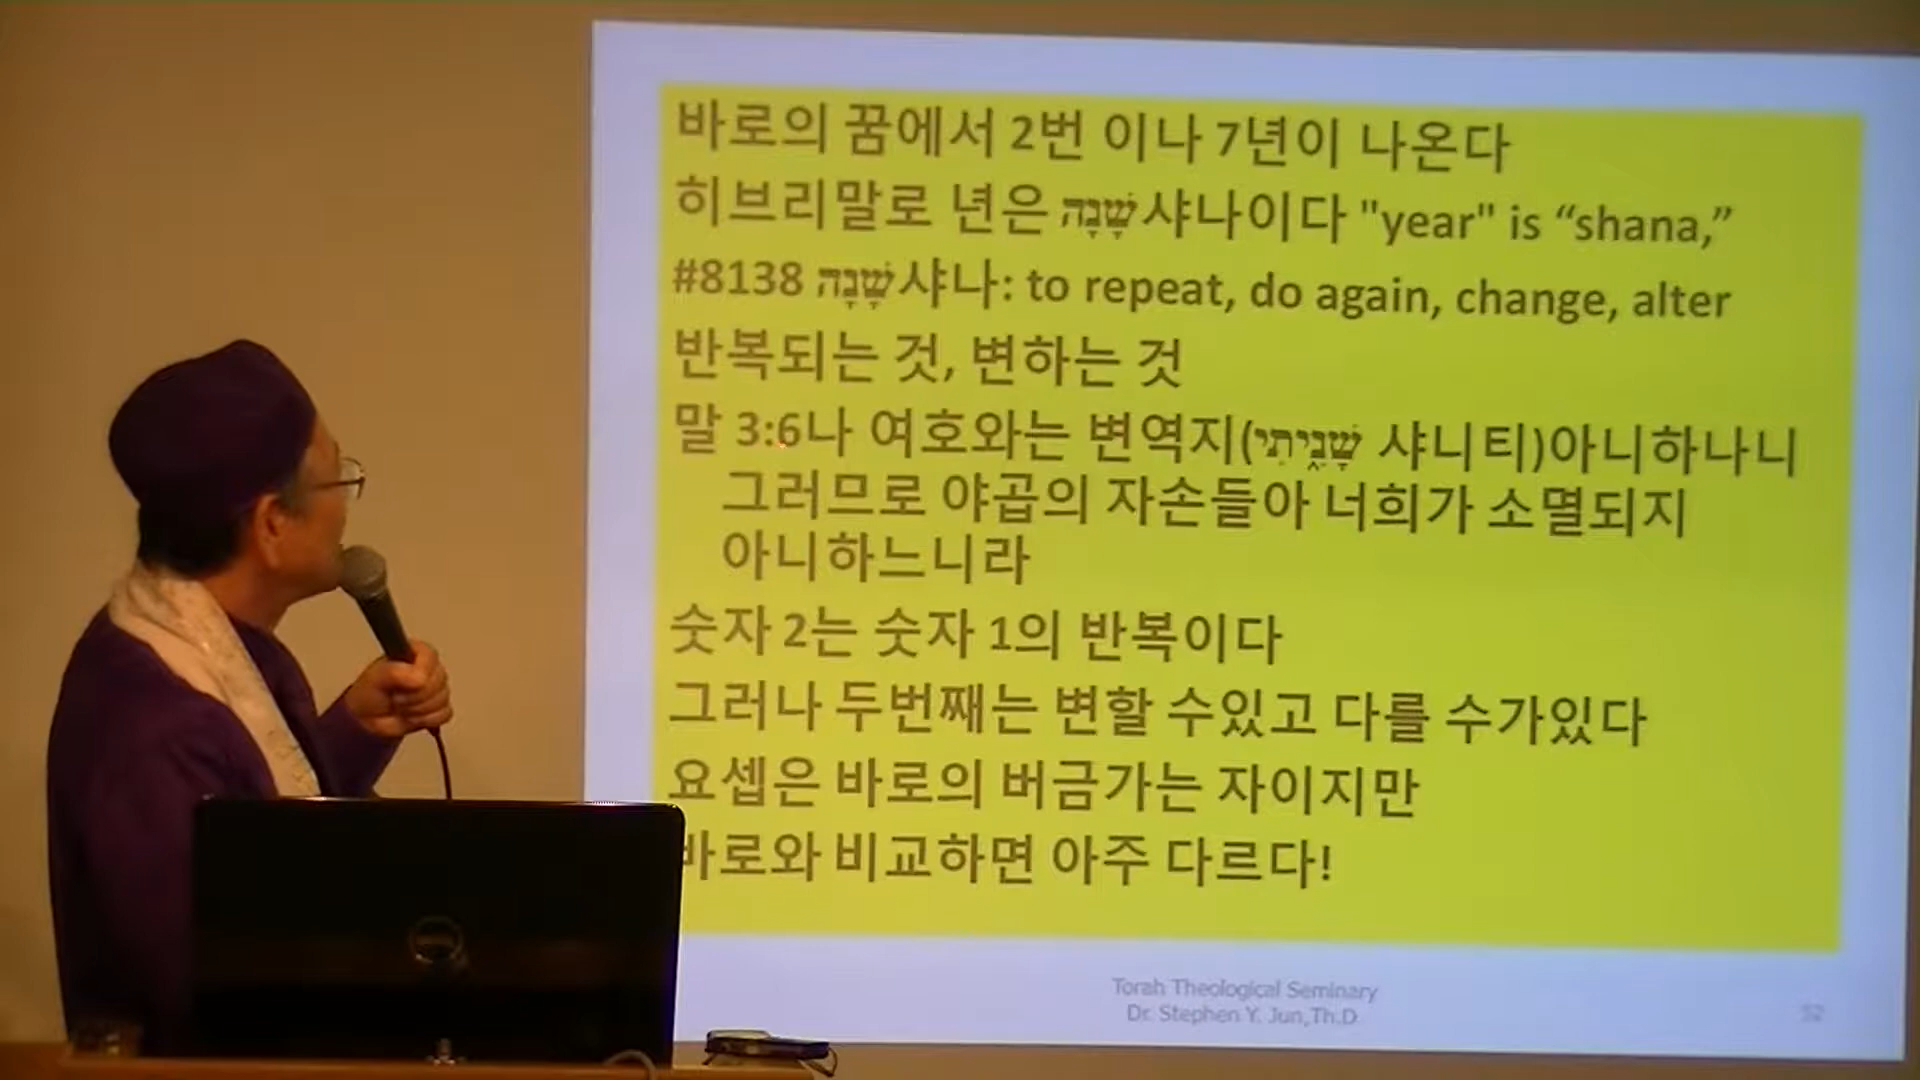 바로의 꿈에서 2번 이나 7년이 나온다
히브리말로 년은 שָׁנָה 샤나이다 "year" is “shana,”
#8138 שָׁנָה 샤나: to repeat, do again, change, alter
반복되는 것, 변하는 것
말 3:6나 여호와는 변역지(שָׁנִיתִי 샤니티)아니하나니
그러므로 야곱의 자손들아 너희가 소멸되지
아니하느니라
숫자 2는 숫자 1의 반복이다
그러나 두번째는 변할 수있고 다를 수가있다
요셉은 바로의 버금가는 자이지만
바로와 비교하면 아주 다르다!
Torah Theological Seminary
Dr. Stephen Y. Jun,Th.D
52